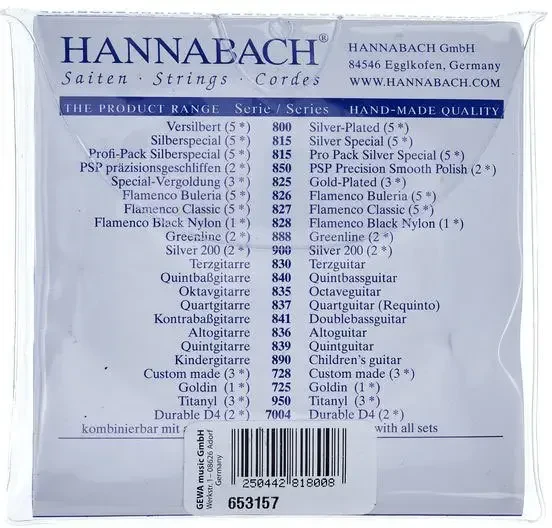 HANNABACH®
Saiten · Strings · Cordes
HANNABACH GmbH
84546 Egglkofen, Germany
WWW.HANNABACH.COM
THE PRODUCT RANGE Serie / Series HAND-MADE QUALITY
Versilbert (5 *) 800 Silver-Plated (5 *)
Silberspecial (5 *) 815 Silver Special (5 *)
Profi-Pack Silberspecial (5 *) 815 Pro Pack Silver Special (5 *)
PSP präzisionsgeschliffen (2 *) 850 PSP Precision Smooth Polish (2 *)
Special-Vergoldung (3 *) 825 Gold-Plated (3 *)
Flamenco Buleria (5 *) 826 Flamenco Buleria (5 *)
Flamenco Classic (5 *) 827 Flamenco Classic (5 *)
Flamenco Black Nylon (1 *) 828 Flamenco Black Nylon (1 *)
Greenline (2 *) 888 Greenline (2 *)
Silver 200 (2 *) 900 Silver 200 (2 *)
Terzgitarre 830 Terzguitar
Quintbaßgitarre 840 Quintbassguitar
Oktavgitarre 835 Octaveguitar
Quartgitarre 837 Quartguitar (Requinto)
Kontrabaßgitarre 841 Doublebassguitar
Altogitarre 836 Altoguitar
Quintgitarre 839 Quintguitar
Kindergitarre 890 Children's guitar
Custom made (3 *) 728 Custom made (3 *)
Goldin (1 *) 725 Goldin (1 *)
Titanyl (3 *) 950 Titanyl (3 *)
Durable D4 (2 *) 7004 Durable D4 (2 *)
kombinierbar mit with all sets
GEWA music GmbH
Werkstr. 1 - 08626 Adorf
Germany
250442 818008
653157